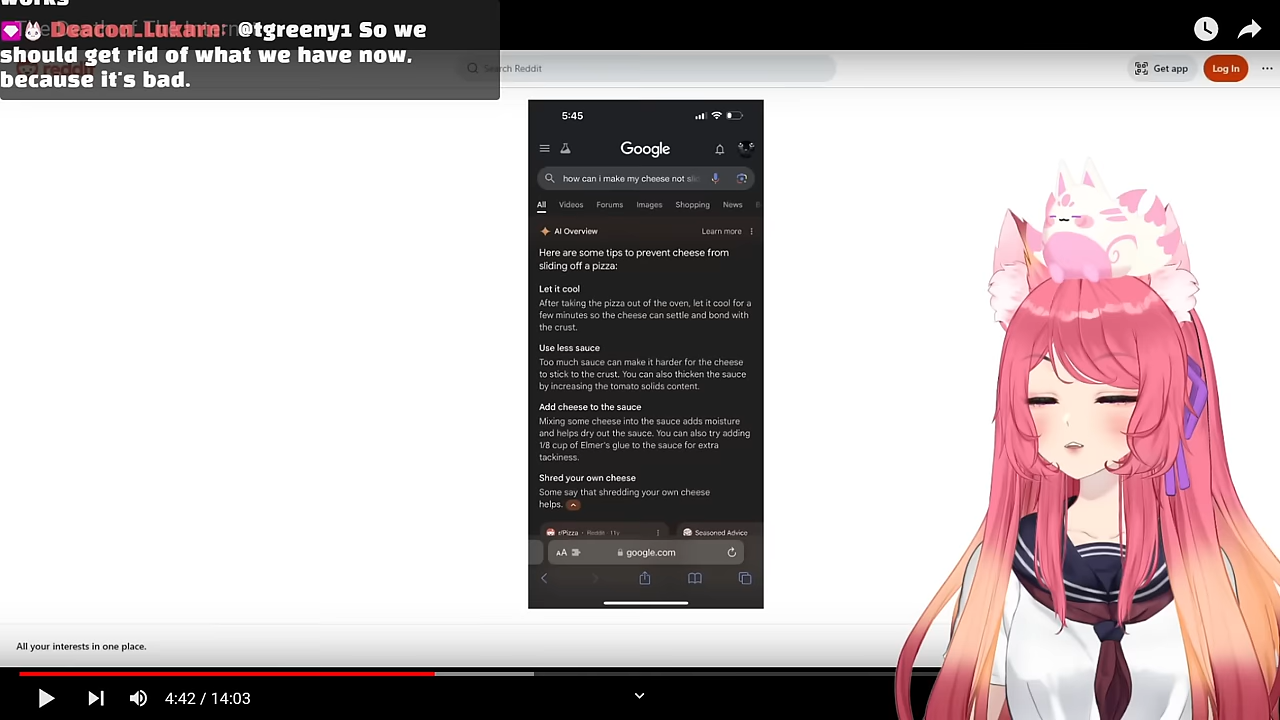 works
Deacon_Lukarn: @tgreeny1 So we
should get rid of what we have now.
because it's bad.
Search Reddit
Get app
Log In
5:45
Google
how can i make my cheese not slid
All Videos Forums Images Shopping News
AI Overview
Learn more
Here are some tips to prevent cheese from
sliding off a pizza:
Let it cool
After taking the pizza out of the oven, let it cool for a
few minutes so the cheese can settle and bond with
the crust.
Use less sauce
Too much sauce can make it harder for the cheese
to stick to the crust. You can also thicken the sauce
by increasing the tomato solids content.
Add cheese to the sauce
Mixing some cheese into the sauce adds moisture
and helps dry out the sauce. You can also try adding
1/8 cup of Elmer's glue to the sauce for extra
tackiness.
Shred your own cheese
Some say that shredding your own cheese
helps.
r/Pizza · Reddit · 11y
Seasoned Advice
AA
google.com
All your interests in one place.
4:42 / 14:03